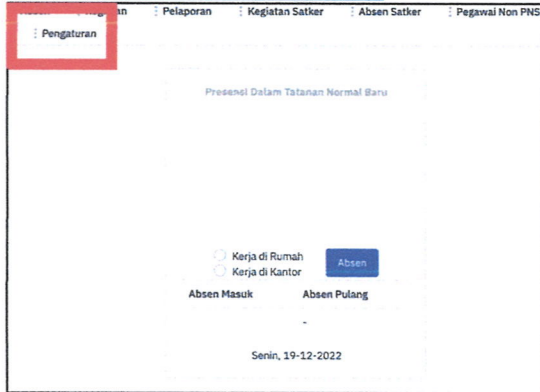 Pelaporan
Kegiatan Satker
Absen Satker
Pegawai Non PNS
Pengaturan
Presensi Dalam Tatanan Normal Baru
Kerja di Rumah
Kerja di Kantor
Absen
Absen Masuk
Absen Pulang
-
Senin, 19-12-2022